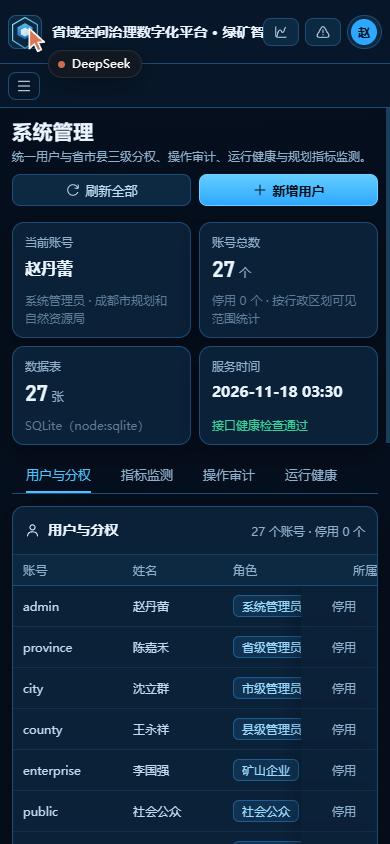 省域空间治理数字化平台 • 绿矿智
DeepSeek
系统管理
统一用户与省市县三级分权、操作审计、运行健康与规划指标监测。
刷新全部
新增用户
当前账号
赵丹蕾
系统管理员 · 成都市规划和
自然资源局
账号总数
27 个
停用 0 个 · 按行政区划可见
范围统计
数据表
27 张
SQLite（node:sqlite）
服务时间
2026-11-18 03:30
接口健康检查通过
用户与分权 指标监测 操作审计 运行健康
用户与分权 27 个账号 · 停用 0 个
账号 姓名 角色 所属
admin 赵丹蕾 系统管理员 停用
province 陈嘉禾 省级管理员 停用
city 沈立群 市级管理员 停用
county 王永祥 县级管理员 停用
enterprise 李国强 矿山企业 停用
public 社会公众 社会公众 停用